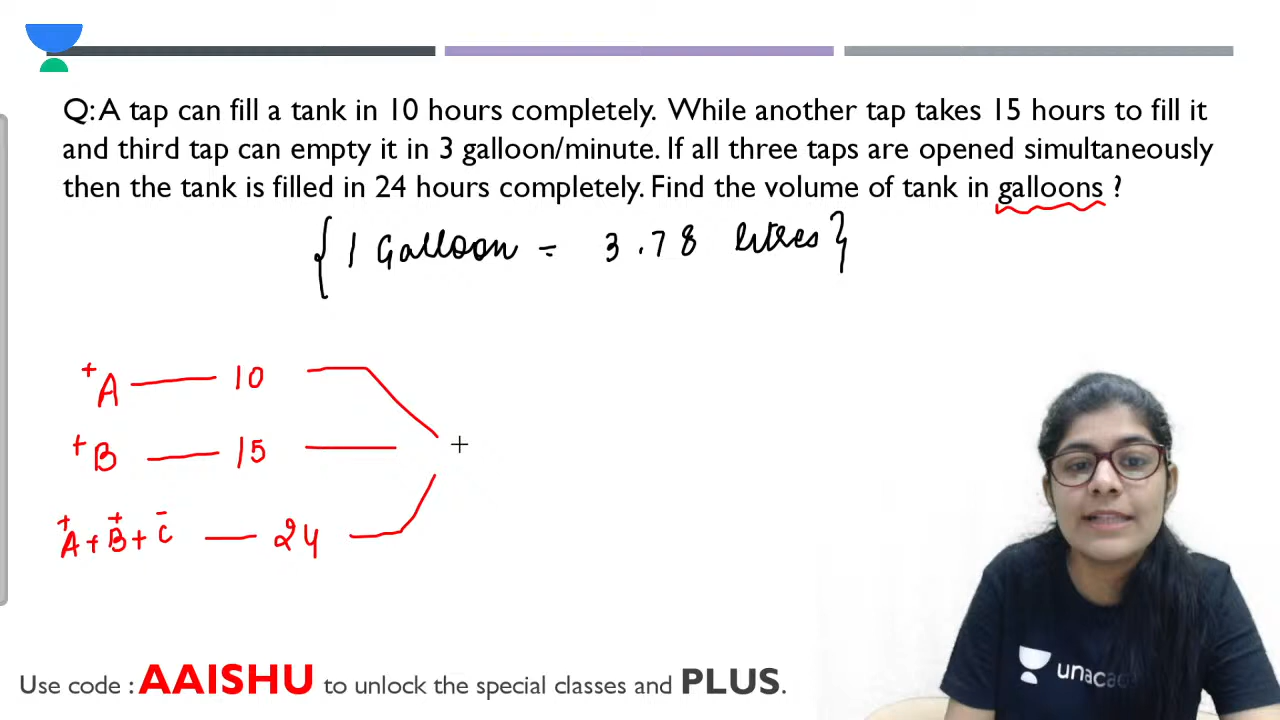 Q: A tap can fill a tank in 10 hours completely. While another tap takes 15 hours to fill it
and third tap can empty it in 3 galloon/minute. If all three taps are opened simultaneously
then the tank is filled in 24 hours completely. Find the volume of tank in galloons ?
{ 1 Galloon = 3.78 litres }
+A — 10
+B — 15
+A + +B + -C — 24
unaca
Use code : AAISHU to unlock the special classes and PLUS.